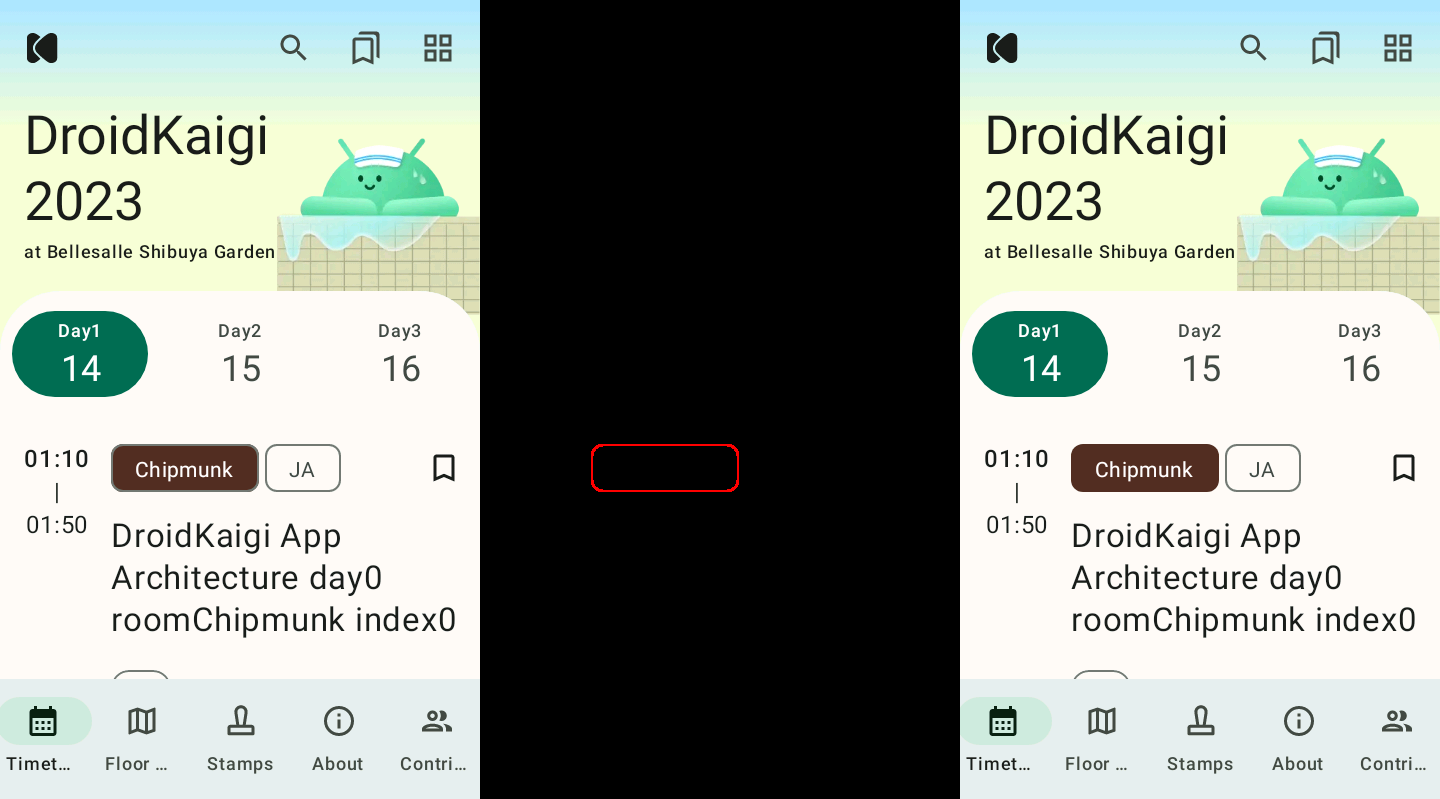 DroidKaigi
2023
at Bellesalle Shibuya Garden
Day1
Day2
Day3
14
15
16
01:10
Chipmunk
JA
|
01:50
DroidKaigi App
Architecture day0
roomChipmunk index0
Timet...
Floor ...
Stamps
About
Contri...
DroidKaigi
2023
at Bellesalle Shibuya Garden
Day1
Day2
Day3
14
15
16
01:10
Chipmunk
JA
|
01:50
DroidKaigi App
Architecture day0
roomChipmunk index0
Timet...
Floor ...
Stamps
About
Contri...